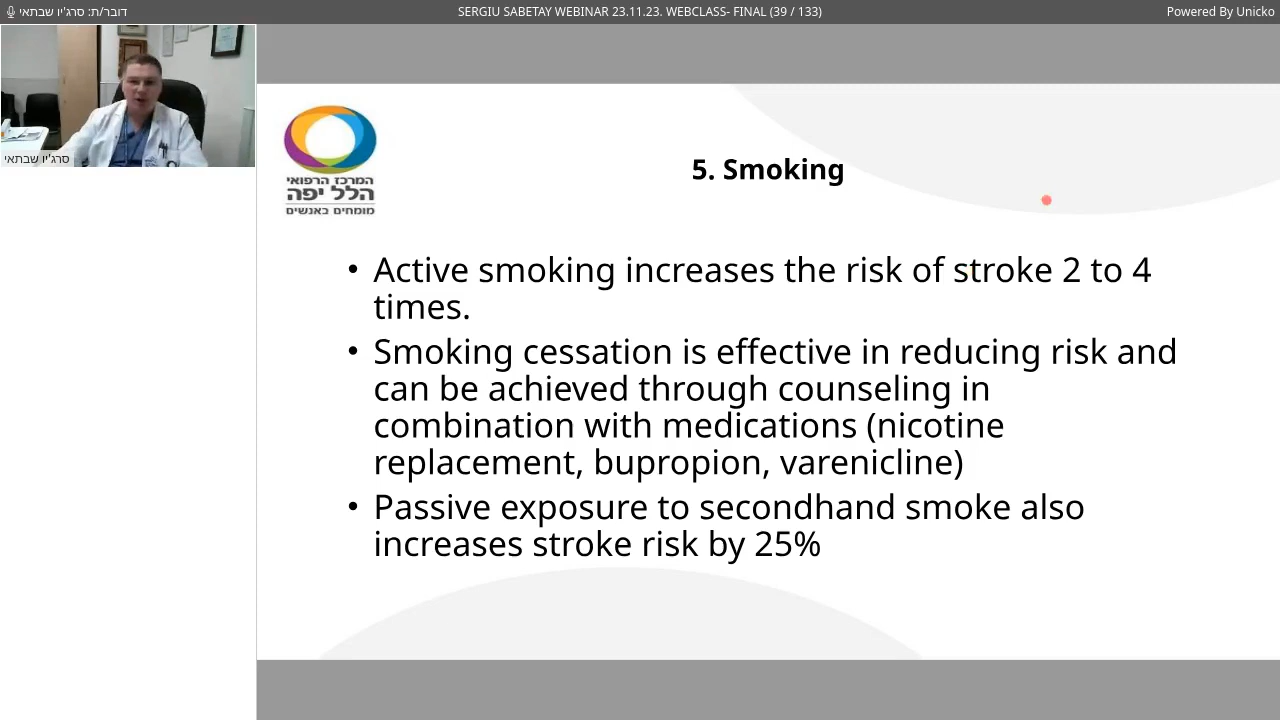 דובר/ת: סרג'יו שבתאי
SERGIU SABETAY WEBINAR 23.11.23. WEBCLASS- FINAL (39 / 133)
Powered By Unicko
סרג'יו שבתאי
המרכז הרפואי
הלל יפה
מומחים באנשים
5. Smoking
• Active smoking increases the risk of stroke 2 to 4
times.
• Smoking cessation is effective in reducing risk and
can be achieved through counseling in
combination with medications (nicotine
replacement, bupropion, varenicline)
• Passive exposure to secondhand smoke also
increases stroke risk by 25%